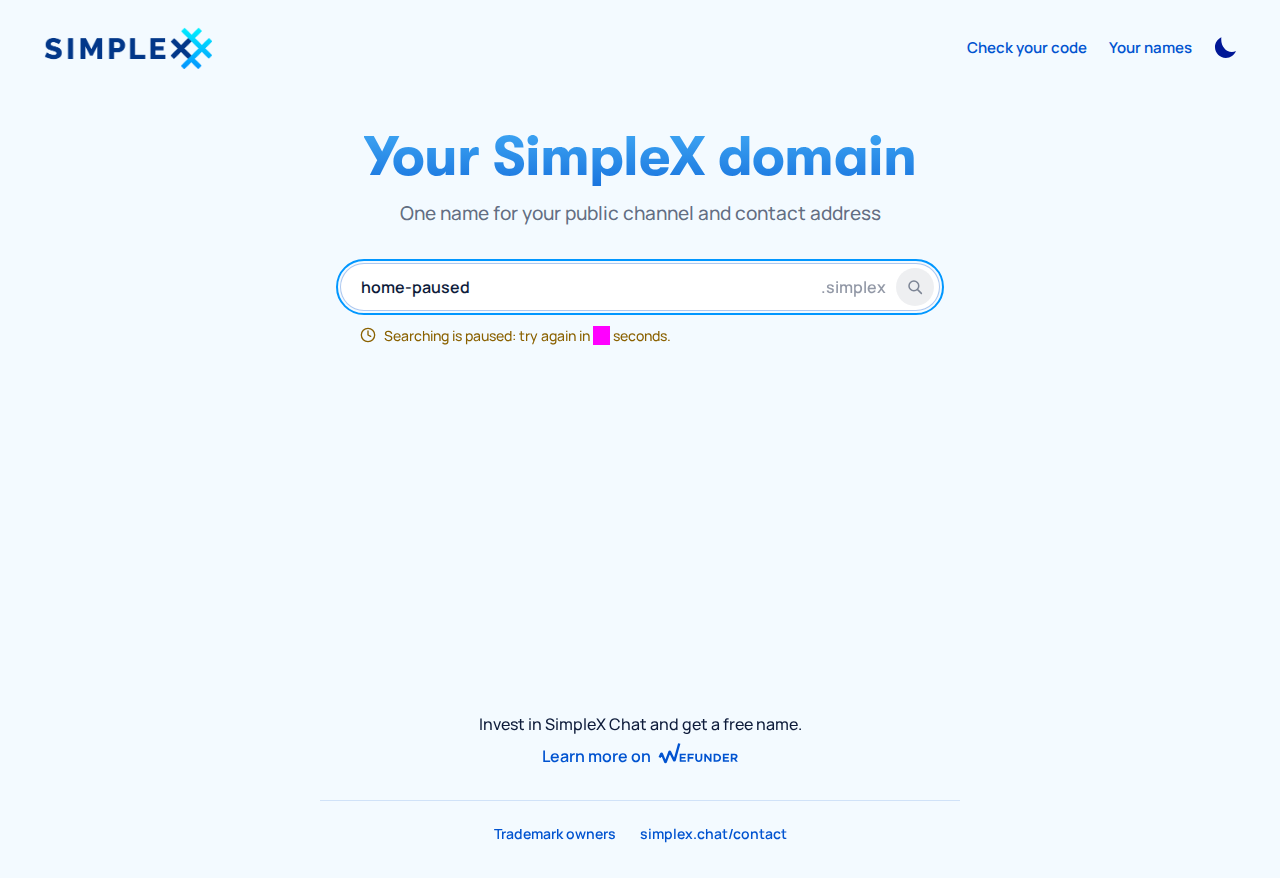 SIMPLEX
Check your code
Your names
Your SimpleX domain
One name for your public channel and contact address
home-paused
.simplex
Searching is paused: try again in seconds.
Invest in SimpleX Chat and get a free name.
Learn more on WEFUNDER
Trademark owners
simplex.chat/contact